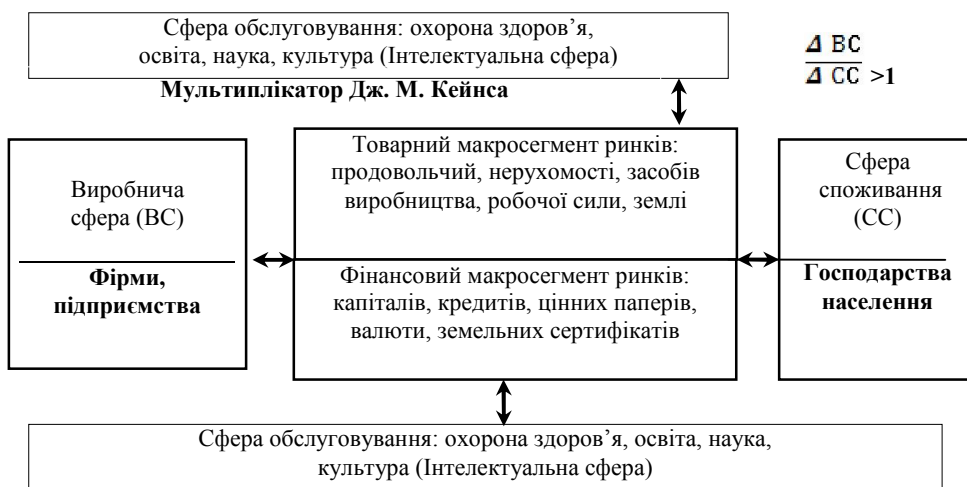 Сфера обслуговування: охорона здоров’я,
освіта, наука, культура (Інтелектуальна сфера)
Δ ВС
Δ СС >1
Мультиплікатор Дж. М. Кейнса
Виробнича
сфера (ВС)
Фірми,
підприємства
Товарний макросегмент ринків:
продовольчий, нерухомості, засобів
виробництва, робочої сили, землі
Фінансовий макросегмент ринків:
капіталів, кредитів, цінних паперів,
валюти, земельних сертифікатів
Сфера
споживання
(СС)
Господарства
населення
Сфера обслуговування: охорона здоров’я, освіта, наука,
культура (Інтелектуальна сфера)